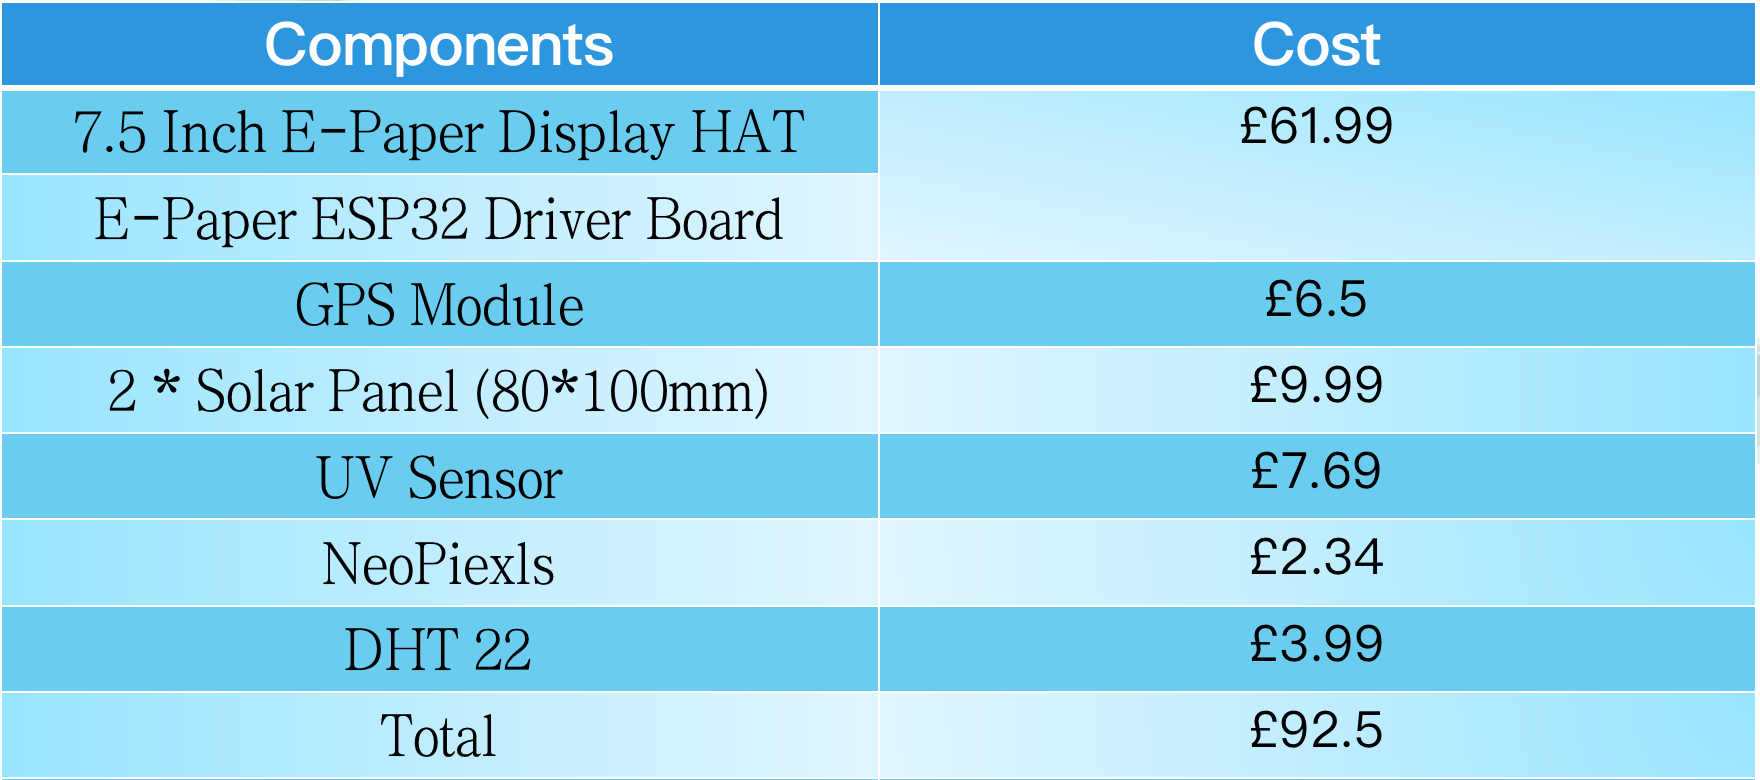 Components Cost
7.5 Inch E-Paper Display HAT £61.99
E-Paper ESP32 Driver Board
GPS Module £6.5
2 * Solar Panel (80*100mm) £9.99
UV Sensor £7.69
NeoPiexls £2.34
DHT 22 £3.99
Total £92.5